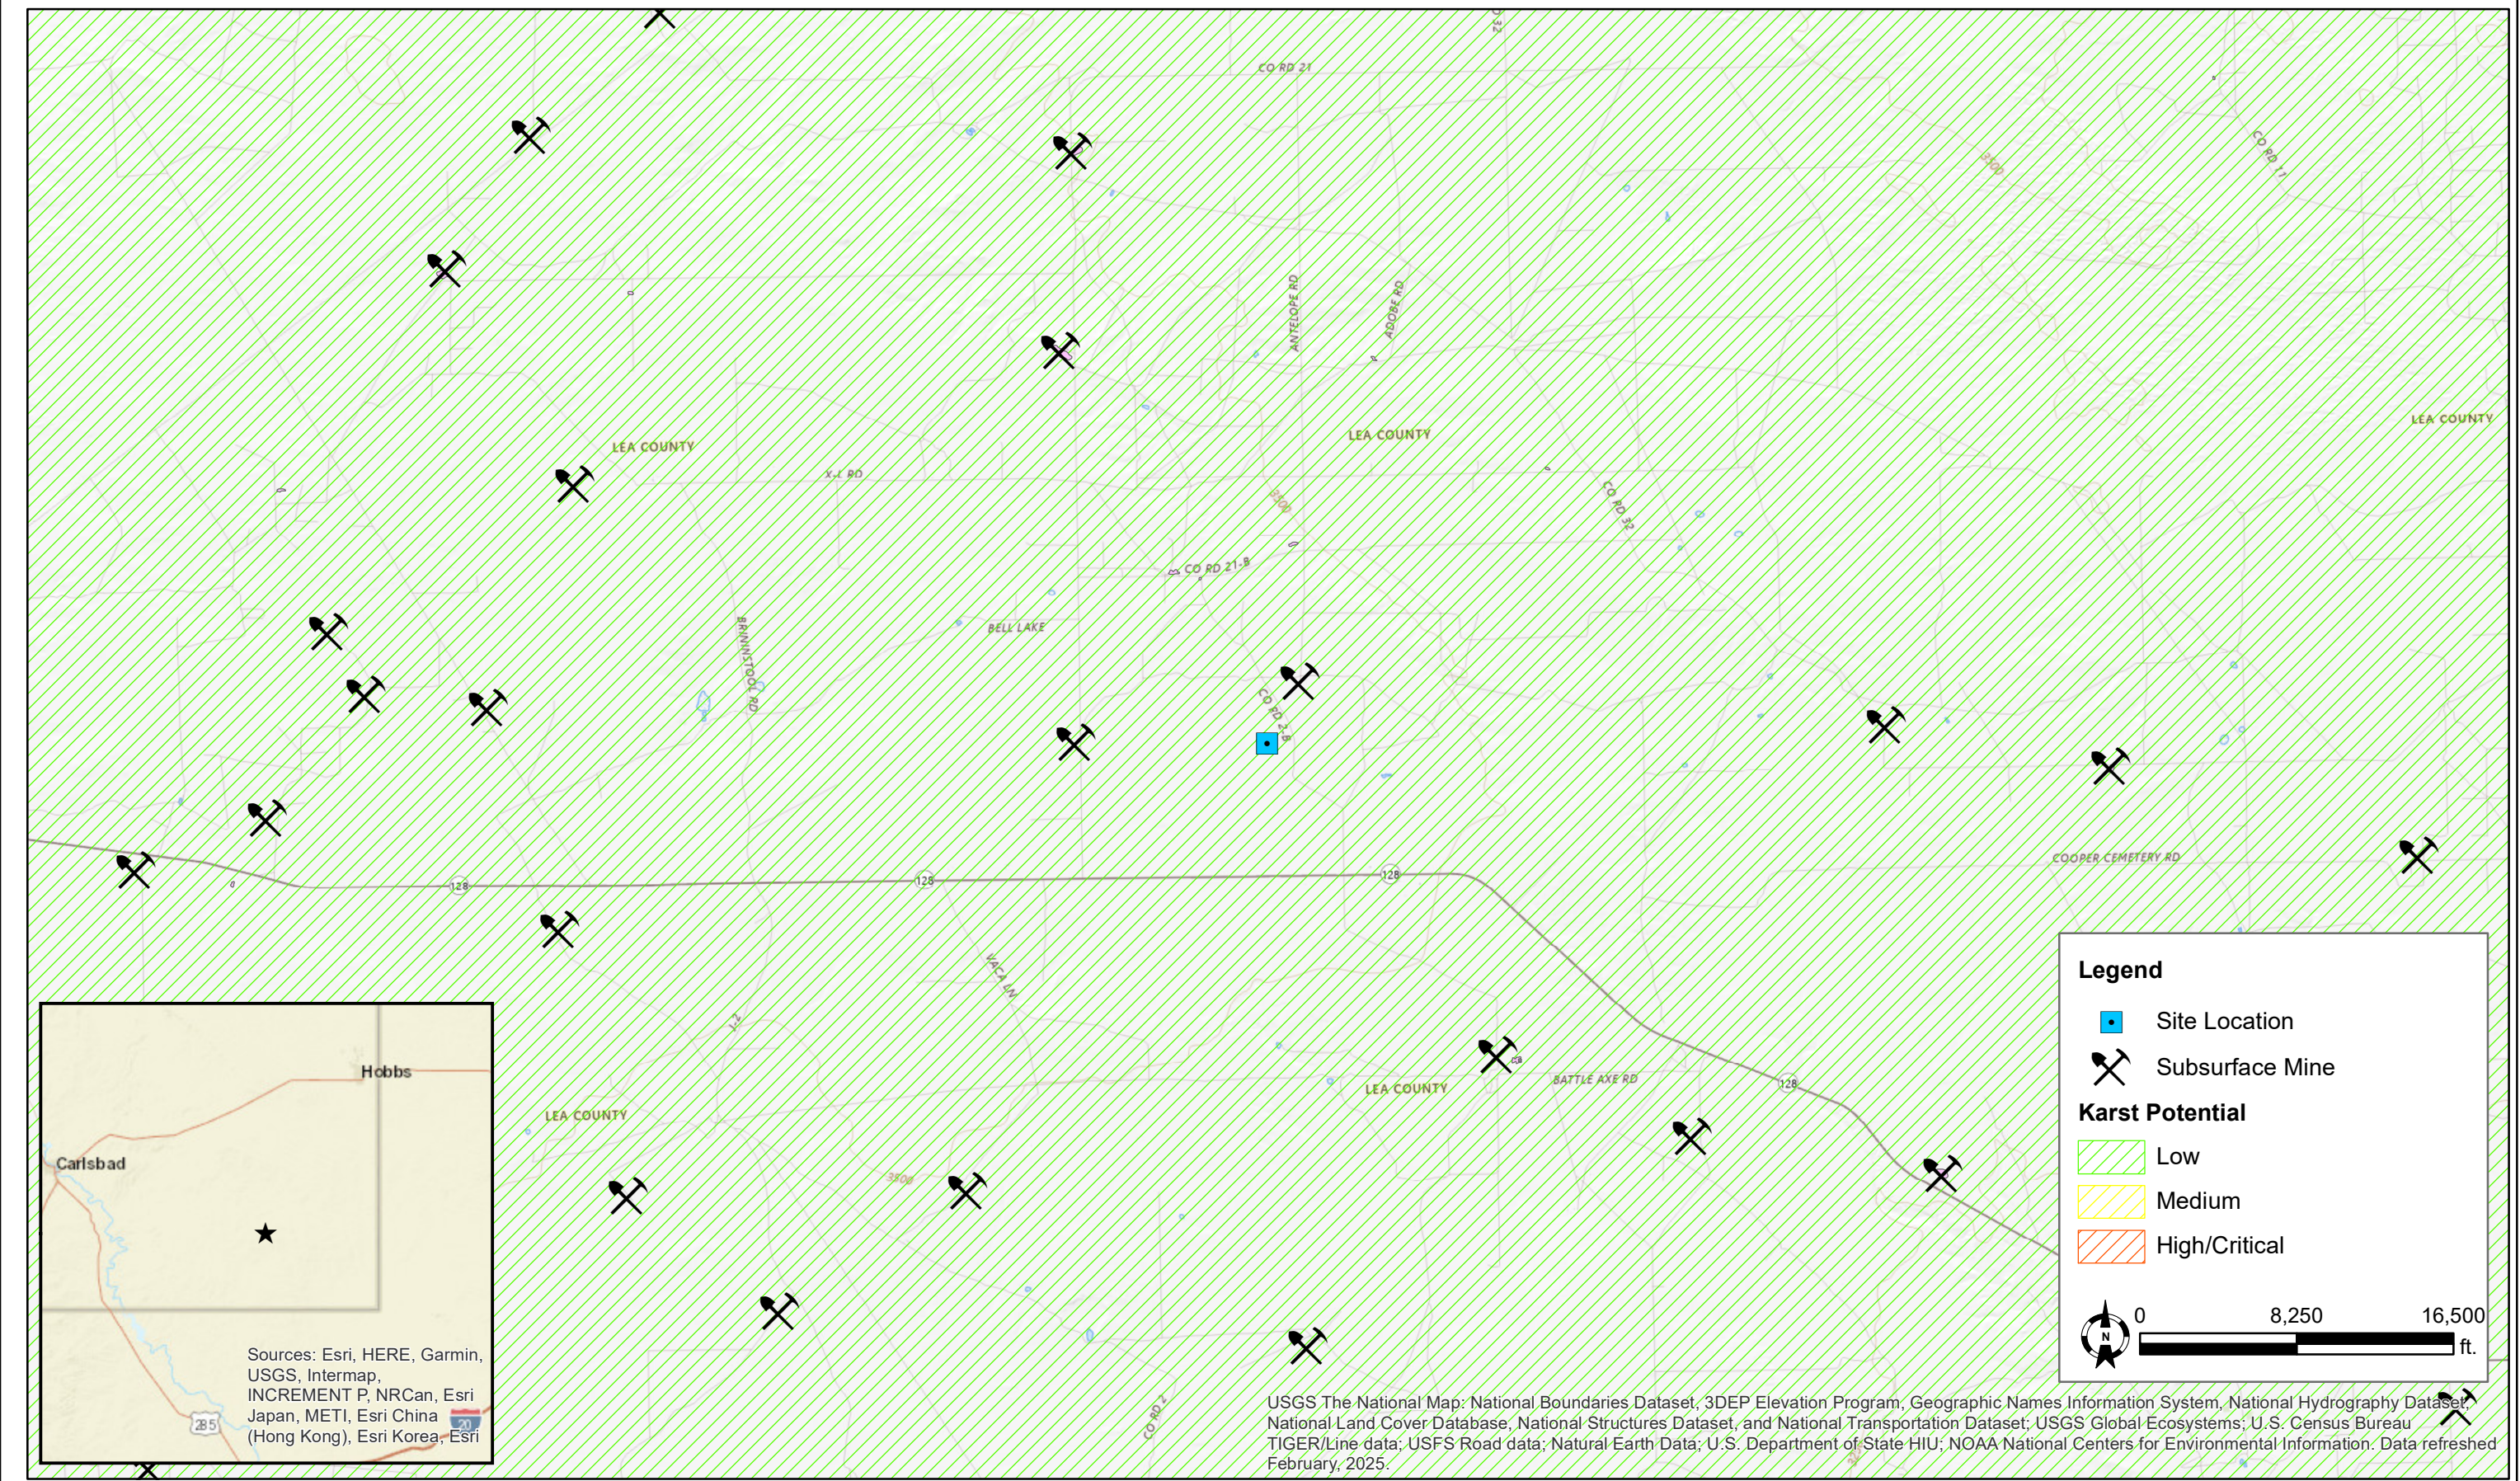 CO RD 21
CO RD 11
3500
ANTELOPE RD
ADOBE RD
LEA COUNTY
LEA COUNTY
LEA COUNTY
X-L RD
3500
CO RD 32
CO RD 21-B
BELL LAKE
BRININSTOOL RD
CO RD 2-B
COOPER CEMETERY RD
128
128
128
VACA LN
J-2
BATTLE AXE RD
128
LEA COUNTY
LEA COUNTY
3500
CO RD 2
Hobbs
Carlsbad
285
20
Sources: Esri, HERE, Garmin,
USGS, Intermap,
INCREMENT P, NRCan, Esri
Japan, METI, Esri China
(Hong Kong), Esri Korea, Esri
Legend
Site Location
Subsurface Mine
Karst Potential
Low
Medium
High/Critical
N
0 8,250 16,500
ft.
USGS The National Map: National Boundaries Dataset, 3DEP Elevation Program, Geographic Names Information System, National Hydrography Dataset,
National Land Cover Database, National Structures Dataset, and National Transportation Dataset; USGS Global Ecosystems; U.S. Census Bureau
TIGER/Line data; USFS Road data; Natural Earth Data; U.S. Department of State HIU; NOAA National Centers for Environmental Information. Data refreshed
February, 2025.